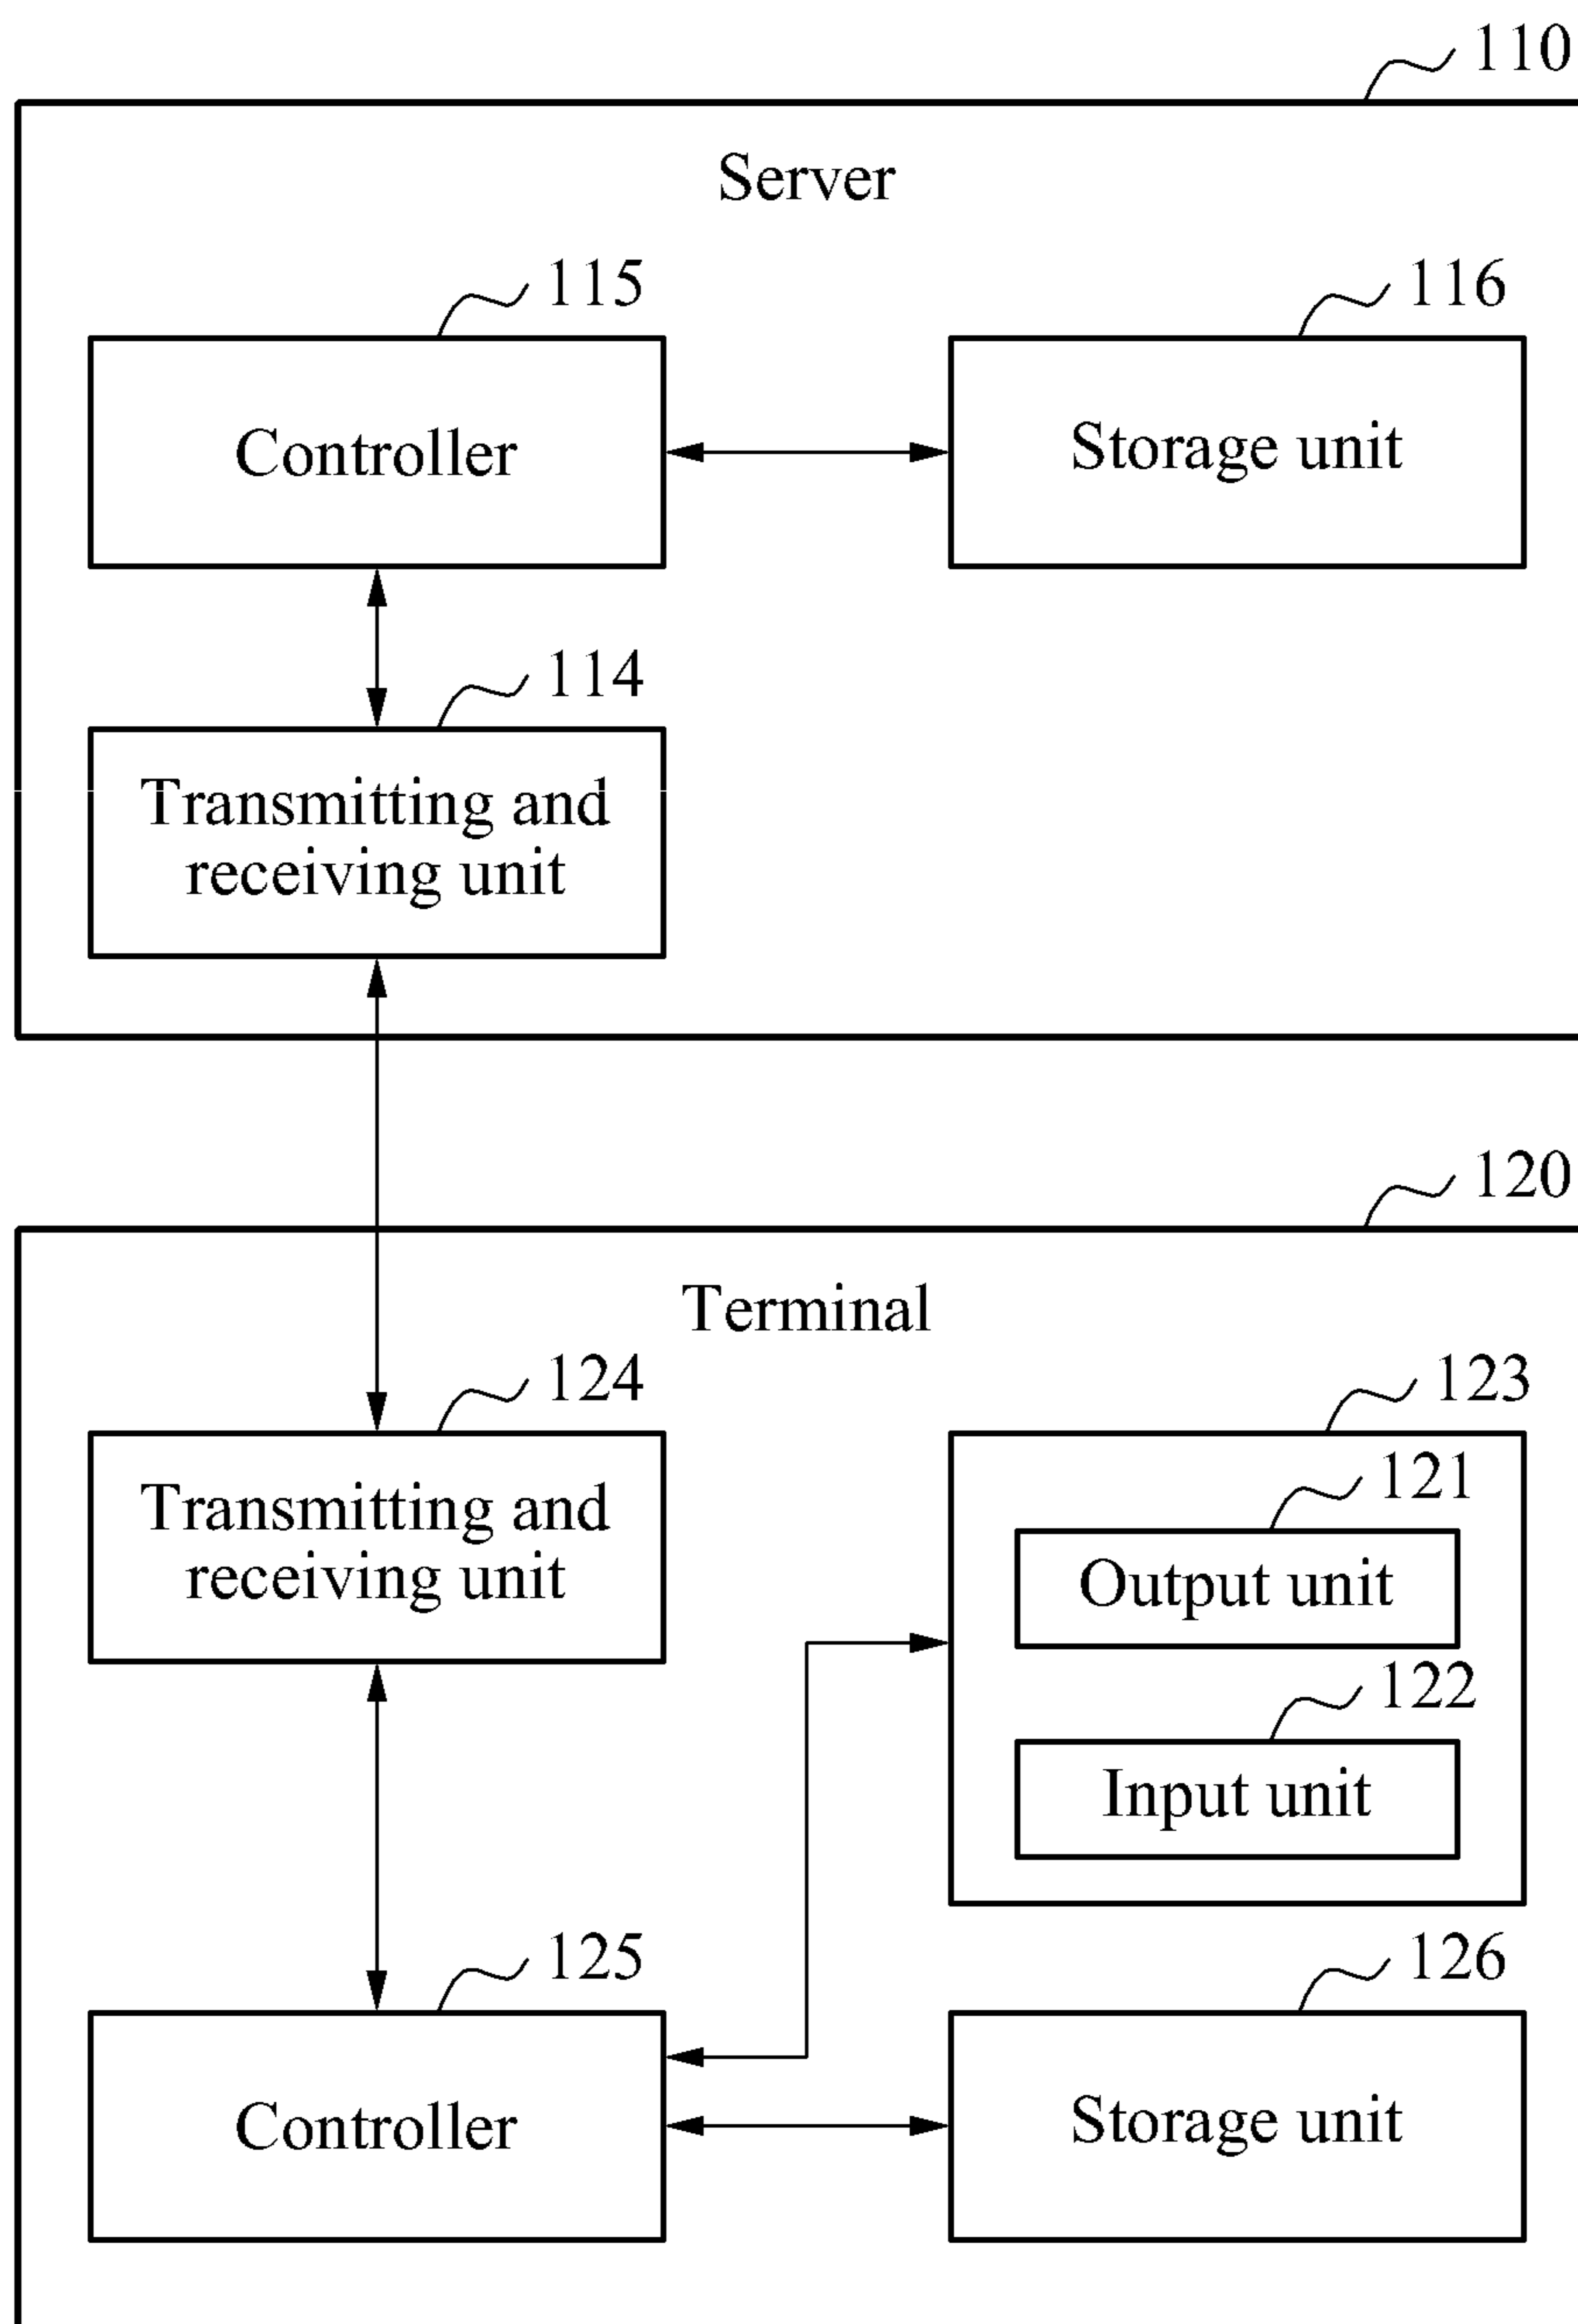 110
Server
115
116
Controller
Storage unit
114
Transmitting and
receiving unit
120
Terminal
124
123
121
Transmitting and
receiving unit
Output unit
122
Input unit
125
126
Controller
Storage unit